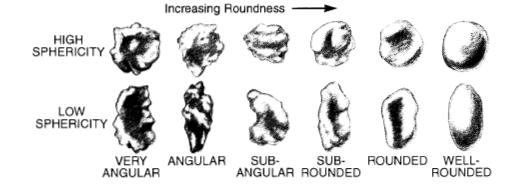 Increasing Roundness
HIGH
SPHERICITY
LOW
SPHERICITY
VERY
ANGULAR
ANGULAR
SUB-
ANGULAR
SUB-
ROUNDED
ROUNDED
WELL-
ROUNDED